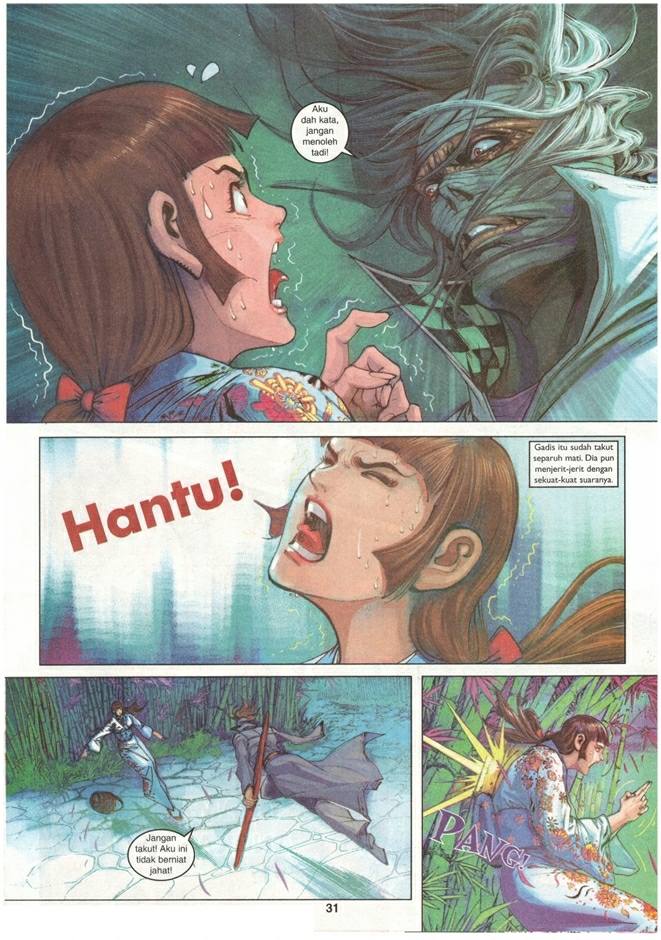 Aku
dah kata,
jangan
menoleh
tadi!
Gadis itu sudah takut
separuh mati. Dia pun
menjerit-jerit dengan
sekuat-kuat suaranya.
Hantu!
Jangan
takut! Aku ini
tidak berniat
jahat!
PANG!
31